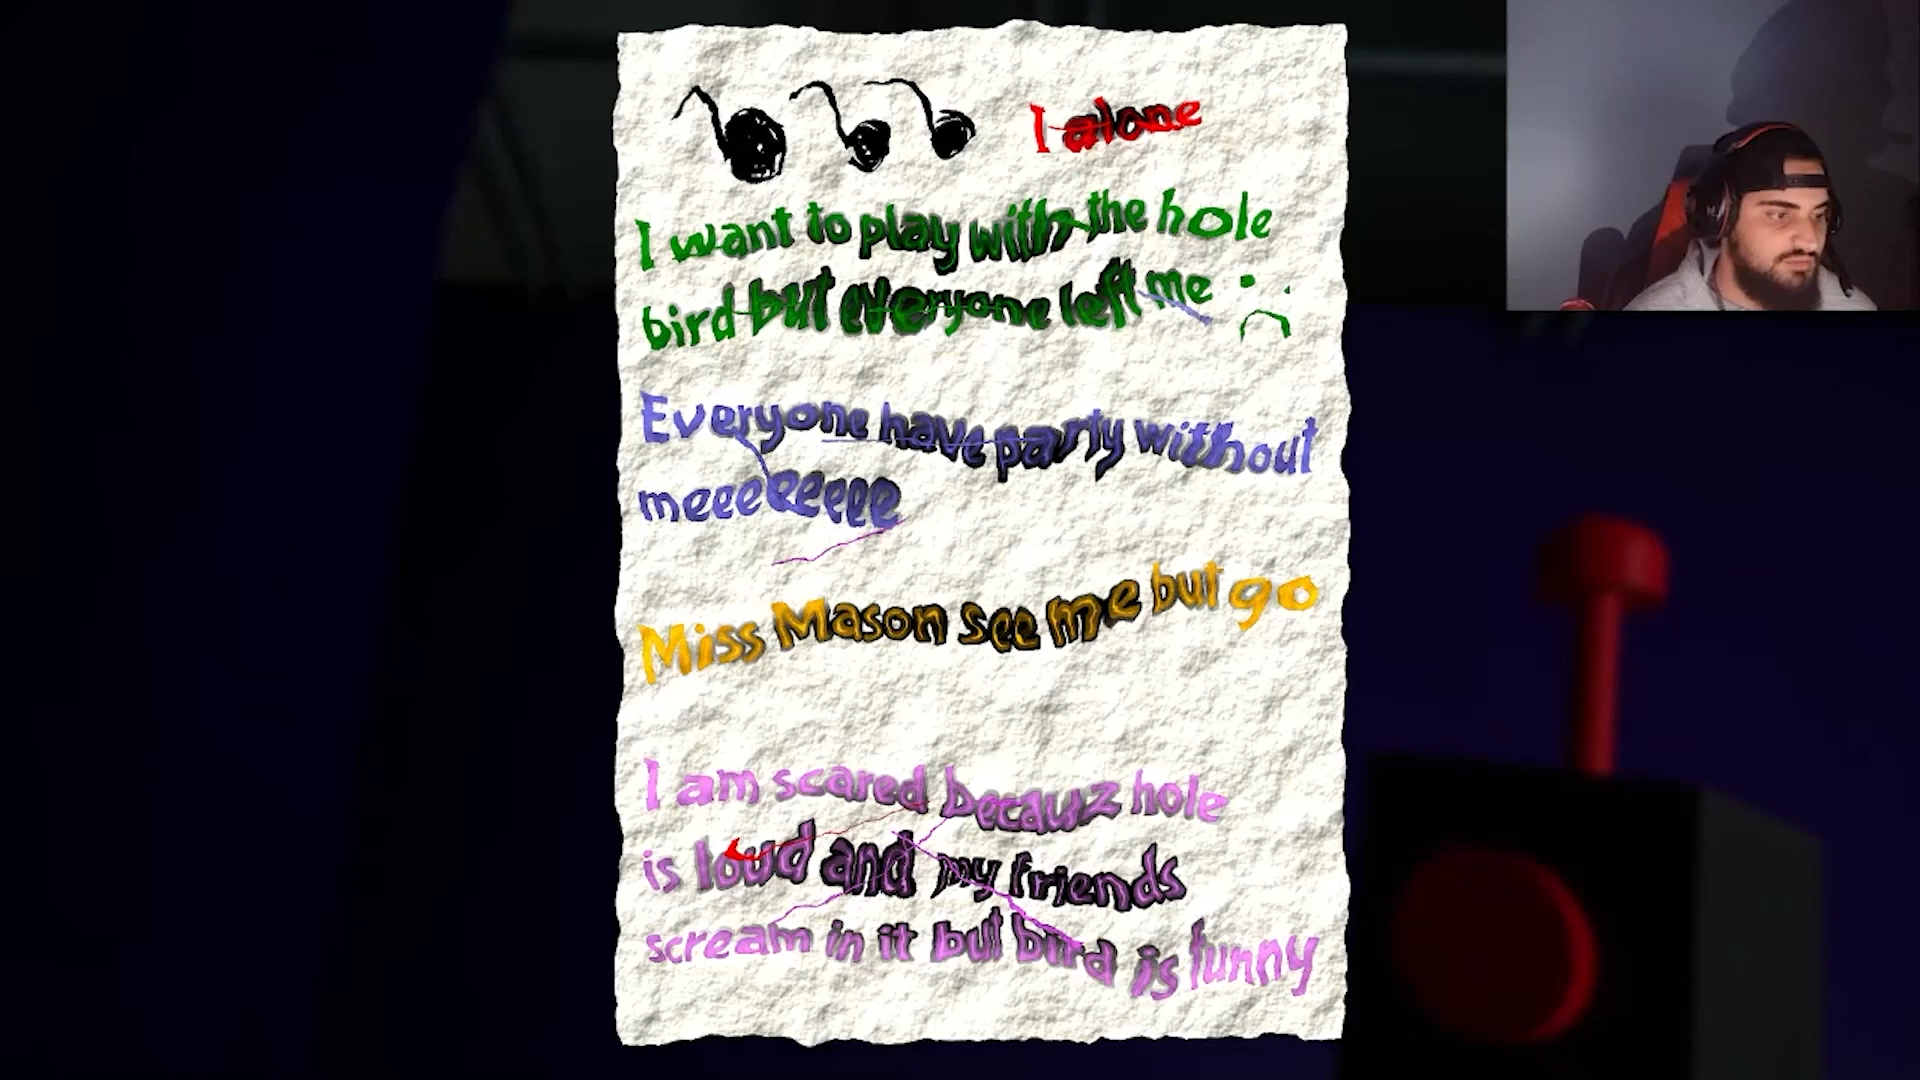 I alone
I want to play with the hole
bird but everyone left me :(
Everyone have party without
meeeeeeee
Miss Mason see me but go
I am scared becauz hole
is loud and my friends
scream in it but bird is funny